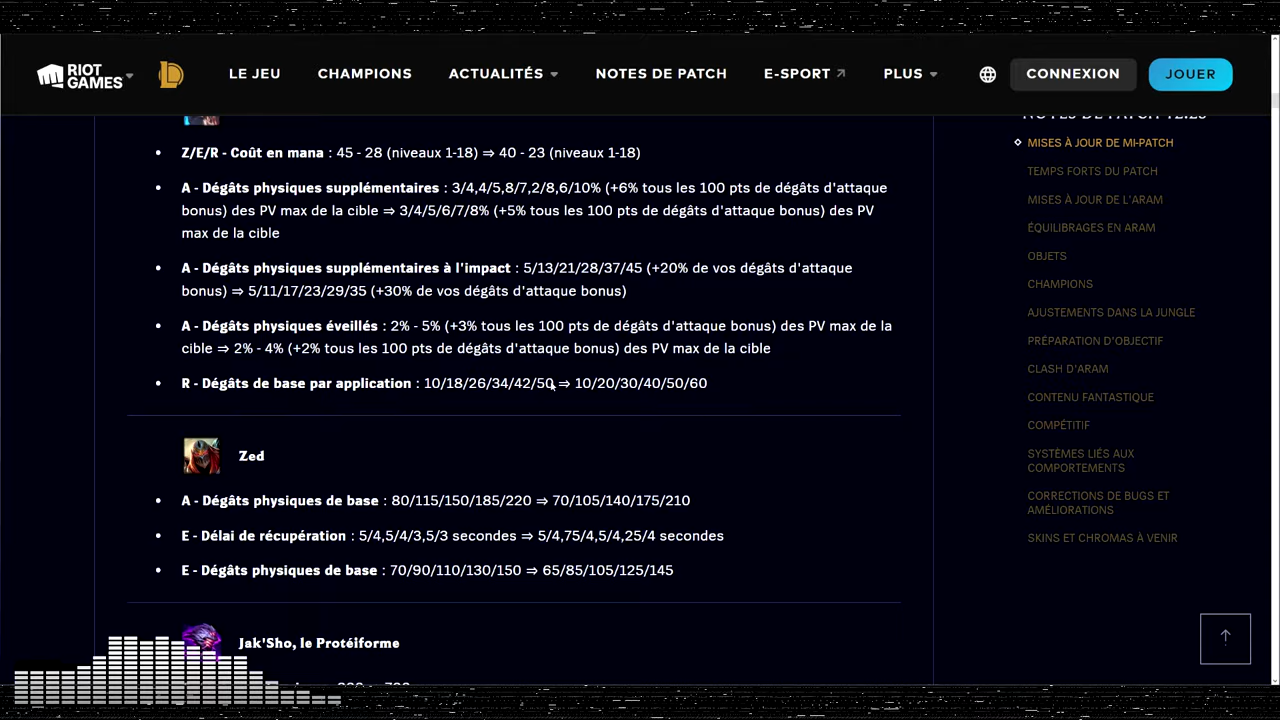 RIOT GAMES
LE JEU
CHAMPIONS
ACTUALITÉS
NOTES DE PATCH
E-SPORT
PLUS
CONNEXION
JOUER
Z/E/R - Coût en mana : 45 - 28 (niveaux 1-18) ⇒ 40 - 23 (niveaux 1-18)
A - Dégâts physiques supplémentaires : 3/4,4/5,8/7,2/8,6/10% (+6% tous les 100 pts de dégâts d'attaque
bonus) des PV max de la cible ⇒ 3/4/5/6/7/8% (+5% tous les 100 pts de dégâts d'attaque bonus) des PV
max de la cible
A - Dégâts physiques supplémentaires à l'impact : 5/13/21/28/37/45 (+20% de vos dégâts d'attaque
bonus) ⇒ 5/11/17/23/29/35 (+30% de vos dégâts d'attaque bonus)
A - Dégâts physiques éveillés : 2% - 5% (+3% tous les 100 pts de dégâts d'attaque bonus) des PV max de la
cible ⇒ 2% - 4% (+2% tous les 100 pts de dégâts d'attaque bonus) des PV max de la cible
R - Dégâts de base par application : 10/18/26/34/42/50 ⇒ 10/20/30/40/50/60
Zed
A - Dégâts physiques de base : 80/115/150/185/220 ⇒ 70/105/140/175/210
E - Délai de récupération : 5/4,5/4/3,5/3 secondes ⇒ 5/4,75/4,5/4,25/4 secondes
E - Dégâts physiques de base : 70/90/110/130/150 ⇒ 65/85/105/125/145
Jak'Sho, le Protéiforme
NOTES DE PATCH 12.23
MISES À JOUR DE MI-PATCH
TEMPS FORTS DU PATCH
MISES À JOUR DE L'ARAM
ÉQUILIBRAGES EN ARAM
OBJETS
CHAMPIONS
AJUSTEMENTS DANS LA JUNGLE
PRÉPARATION D'OBJECTIF
CLASH D'ARAM
CONTENU FANTASTIQUE
COMPÉTITIF
SYSTÈMES LIÉS AUX
COMPORTEMENTS
CORRECTIONS DE BUGS ET
AMÉLIORATIONS
SKINS ET CHROMAS À VENIR